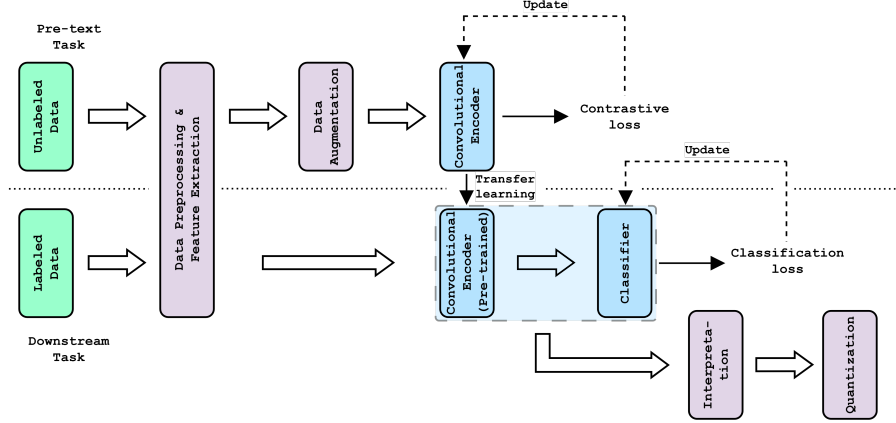 Update
Pre-text
Task
Unlabeled
Data
Data Preprocessing &
Feature Extraction
Data
Augmentation
Convolutional
Encoder
Contrastive
loss
Update
Transfer
learning
Labeled
Data
Convolutional
Encoder
(Pre-trained)
Classifier
Classification
loss
Downstream
Task
Interpreta-
tion
Quantization